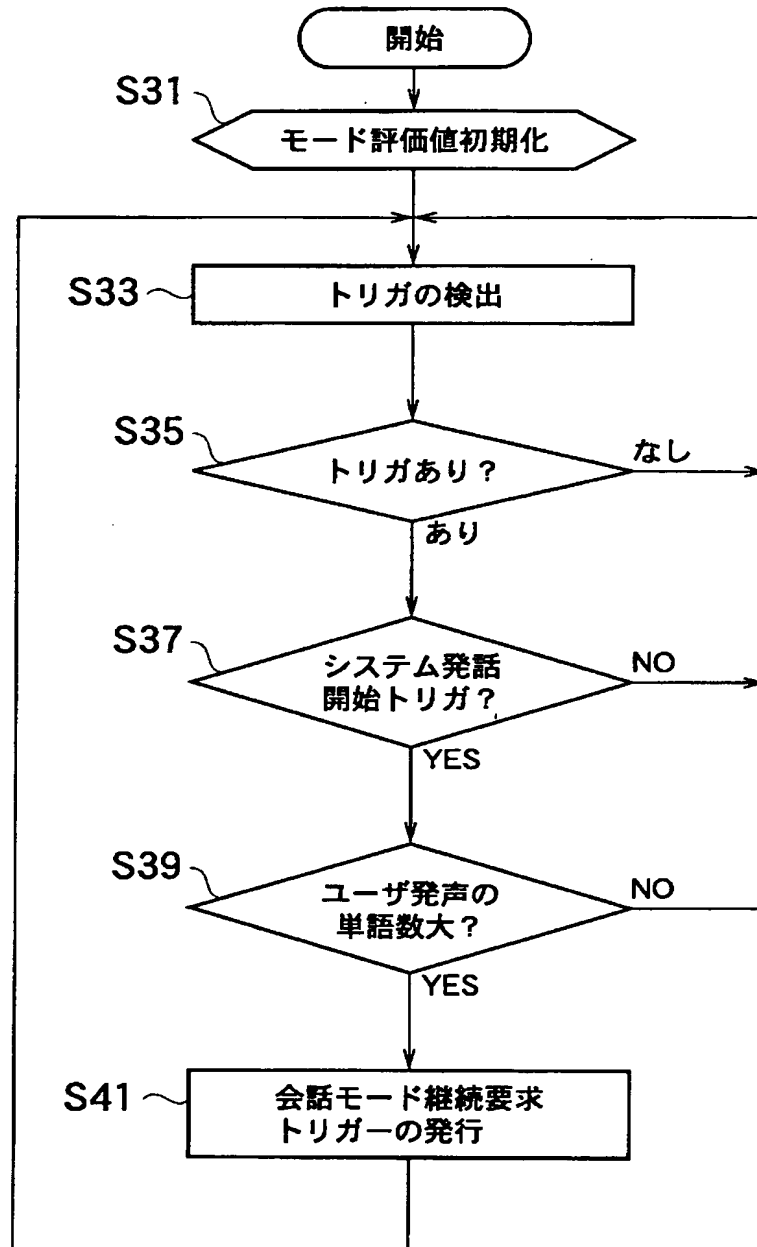 開始
S31
モード評価値初期化
S33
トリガの検出
S35
トリガあり？
なし
あり
S37
システム発話
開始トリガ？
NO
YES
S39
ユーザ発声の
単語数大？
NO
YES
S41
会話モード継続要求
トリガーの発行